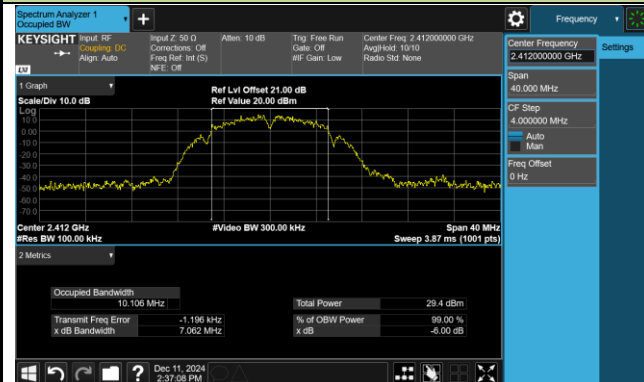 Spectrum Analyzer 1
Occupied BW
Frequency
KEYSIGHT
Input: RF
Coupling: DC
Align: Auto
Input Z: 50 Ω
Corrections: Off
Freq Ref: Int (S)
NFE: Off
Atten: 10 dB
Trig: Free Run
Gate: Off
#IF Gain: Low
Center Freq: 2.412000000 GHz
Avg|Hold: 10/10
Radio Std: None
LXI
Center Frequency
2.412000000 GHz
Settings
Span
40.000 MHz
CF Step
4.000000 MHz
Auto
Man
Freq Offset
0 Hz
1 Graph
Scale/Div 10.0 dB
Ref Lvl Offset 21.00 dB
Ref Value 20.00 dBm
Log
10.0
0.00
-10.0
-20.0
-30.0
-40.0
-50.0
-60.0
-70.0
Center 2.412 GHz
#Video BW 300.00 kHz
Span 40 MHz
#Res BW 100.00 kHz
Sweep 3.87 ms (1001 pts)
2 Metrics
Occupied Bandwidth
10.106 MHz
Total Power 29.4 dBm
Transmit Freq Error -1.196 kHz
% of OBW Power 99.00 %
x dB Bandwidth 7.062 MHz
x dB -6.00 dB
Dec 11, 2024
2:37:08 PM